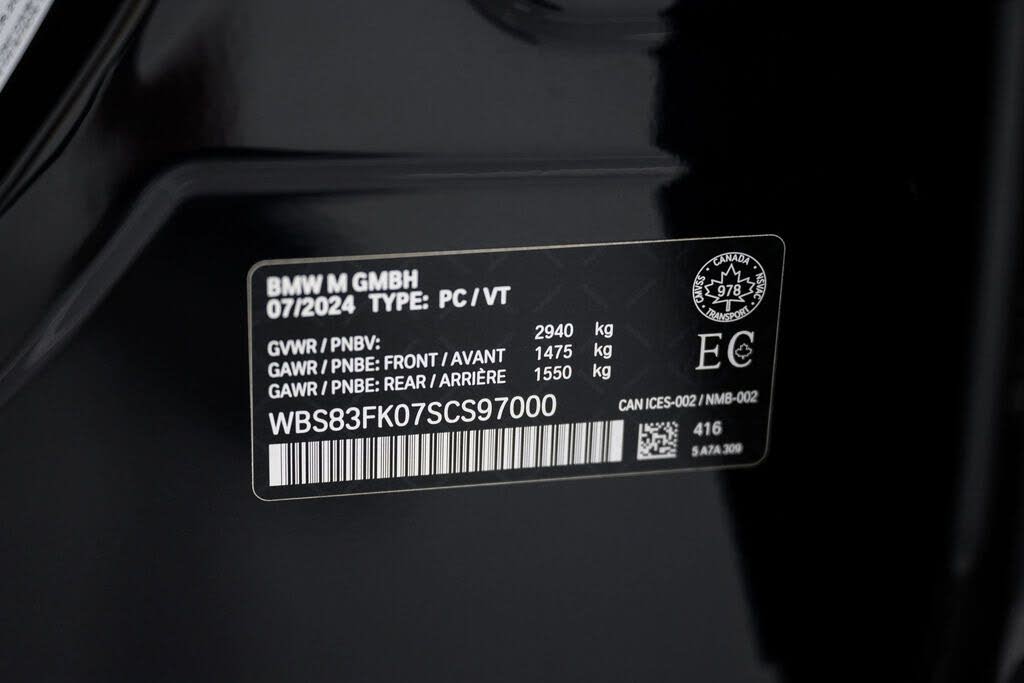 BMW M GMBH
07/2024 TYPE: PC / VT
GVWR / PNBV: 2940 kg
GAWR / PNBE: FRONT / AVANT 1475 kg
GAWR / PNBE: REAR / ARRIÈRE 1550 kg
WBS83FK07SCS97000
CANADA
CMVSS 978 NSVAC
TRANSPORT
EC
CAN ICES-002 / NMB-002
416
5 A7A 309